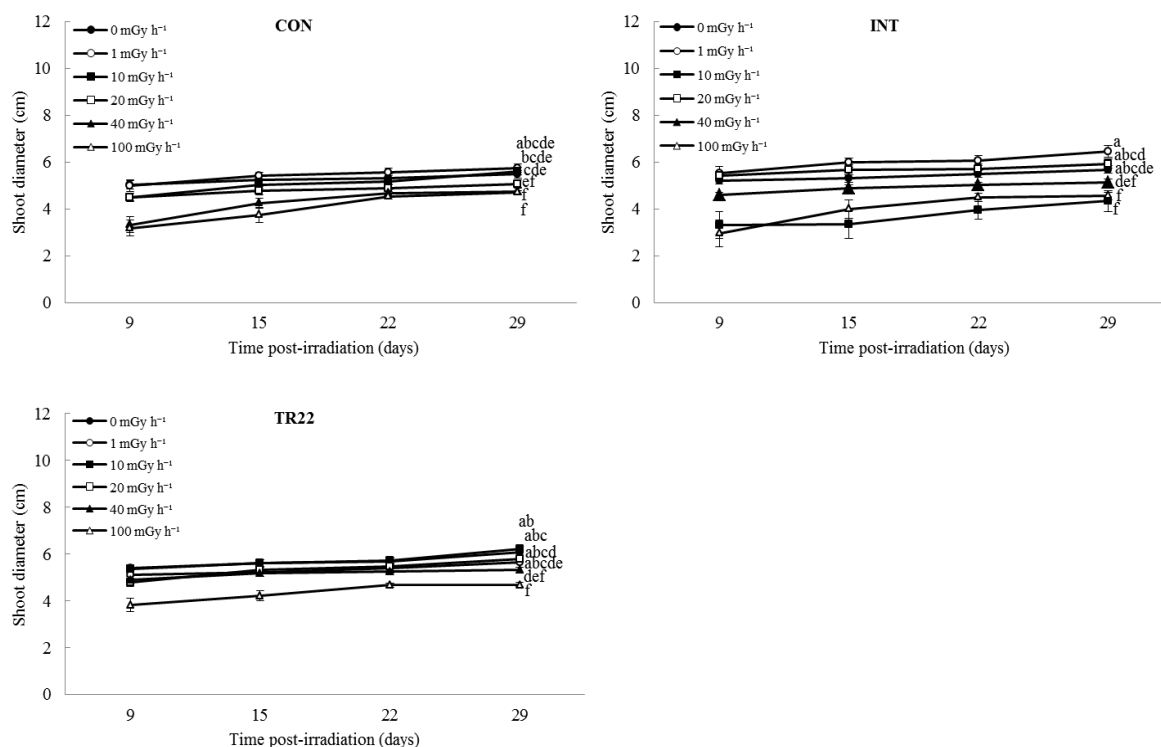 CON
12
10
8
6
4
2
0
Shoot diameter (cm)
0 mGy h⁻¹
1 mGy h⁻¹
10 mGy h⁻¹
20 mGy h⁻¹
40 mGy h⁻¹
100 mGy h⁻¹
abcde
bcde
cde
ef
f
f
9 15 22 29
Time post-irradiation (days)
INT
12
10
8
6
4
2
0
Shoot diameter (cm)
0 mGy h⁻¹
1 mGy h⁻¹
10 mGy h⁻¹
20 mGy h⁻¹
40 mGy h⁻¹
100 mGy h⁻¹
a
abcd
abcde
def
f
f
9 15 22 29
Time post-irradiation (days)
TR22
12
10
8
6
4
2
0
Shoot diameter (cm)
0 mGy h⁻¹
1 mGy h⁻¹
10 mGy h⁻¹
20 mGy h⁻¹
40 mGy h⁻¹
100 mGy h⁻¹
ab
abc
abcd
abcde
def
f
9 15 22 29
Time post-irradiation (days)